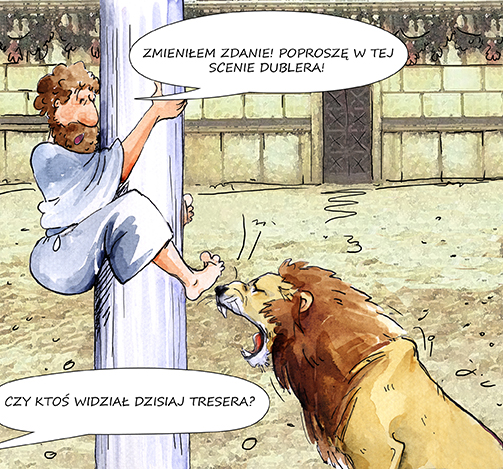 ZMIENIŁEM ZDANIE! POPROSZĘ W TEJ
SCENIE DUBLERA!
CZY KTOŚ WIDZIAŁ DZISIAJ TRESERA?